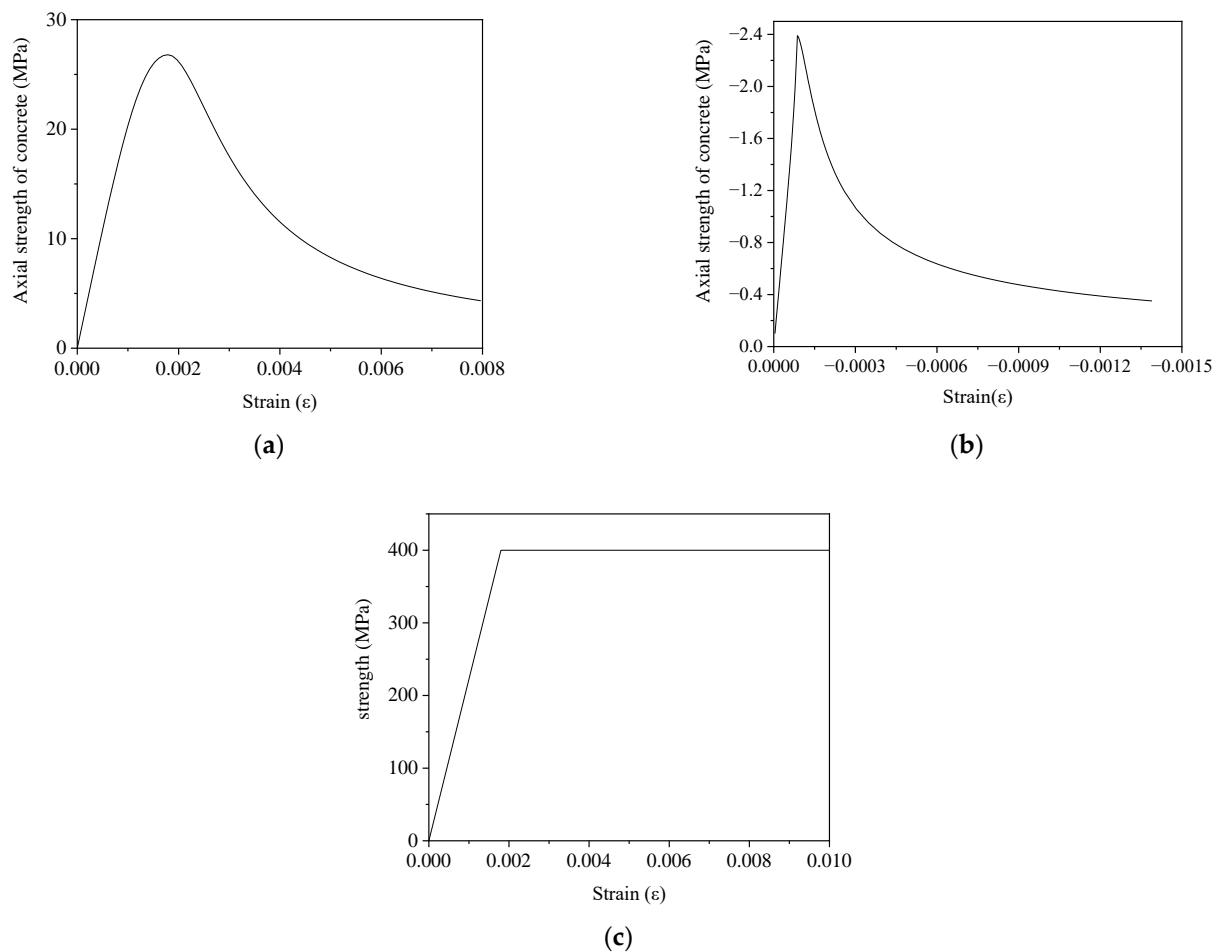 Axial strength of concrete (MPa)
30
20
10
0
0.000 0.002 0.004 0.006 0.008
Strain (ε)
(a)
Axial strength of concrete (MPa)
−2.4
−2.0
−1.6
−1.2
−0.8
−0.4
0.0
0.0000 −0.0003 −0.0006 −0.0009 −0.0012 −0.0015
Strain(ε)
(b)
strength (MPa)
400
300
200
100
0
0.000 0.002 0.004 0.006 0.008 0.010
Strain (ε)
(c)